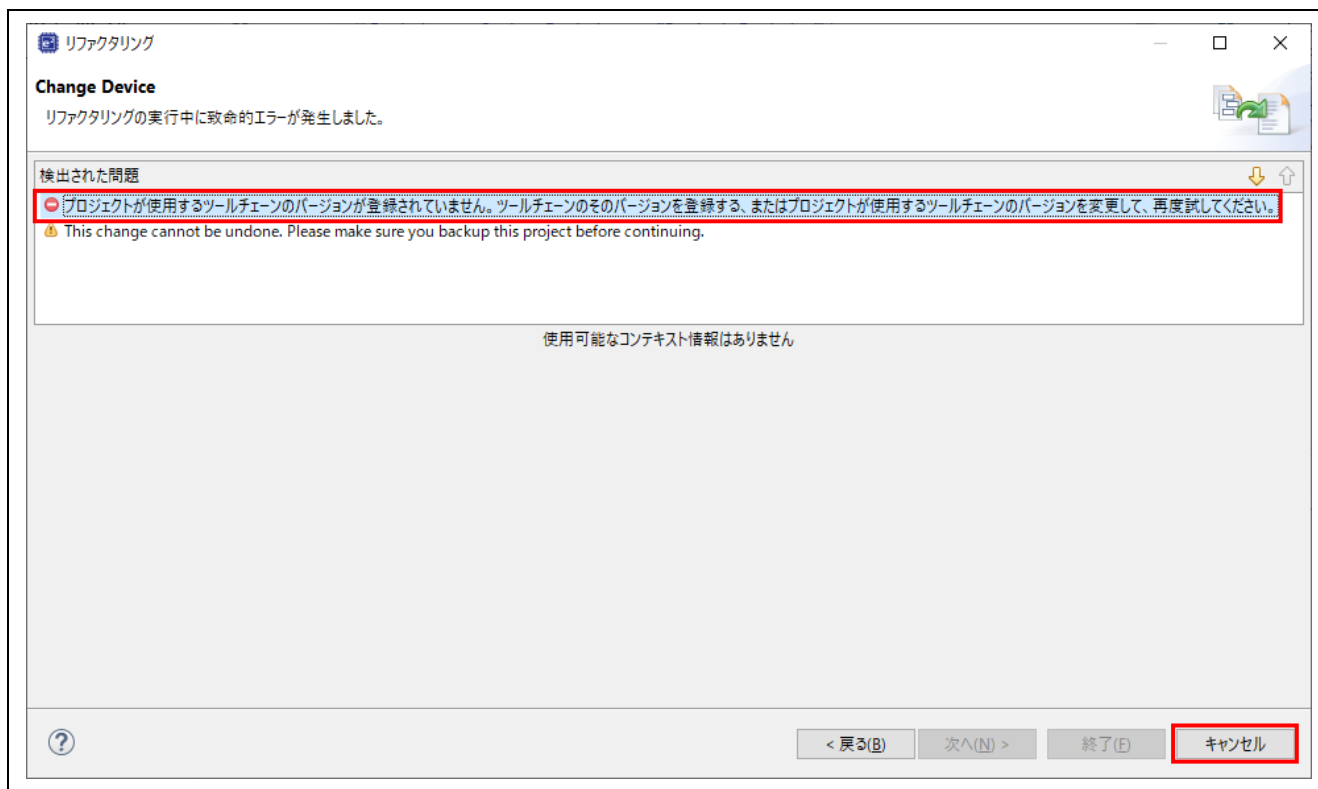 リファクタリング
Change Device
リファクタリングの実行中に致命的エラーが発生しました。
検出された問題
プロジェクトが使用するツールチェーンのバージョンが登録されていません。ツールチェーンのそのバージョンを登録する、またはプロジェクトが使用するツールチェーンのバージョンを変更して、再度試してください。
This change cannot be undone. Please make sure you backup this project before continuing.
使用可能なコンテキスト情報はありません
< 戻る(B) 次へ(N) > 終了(F) キャンセル